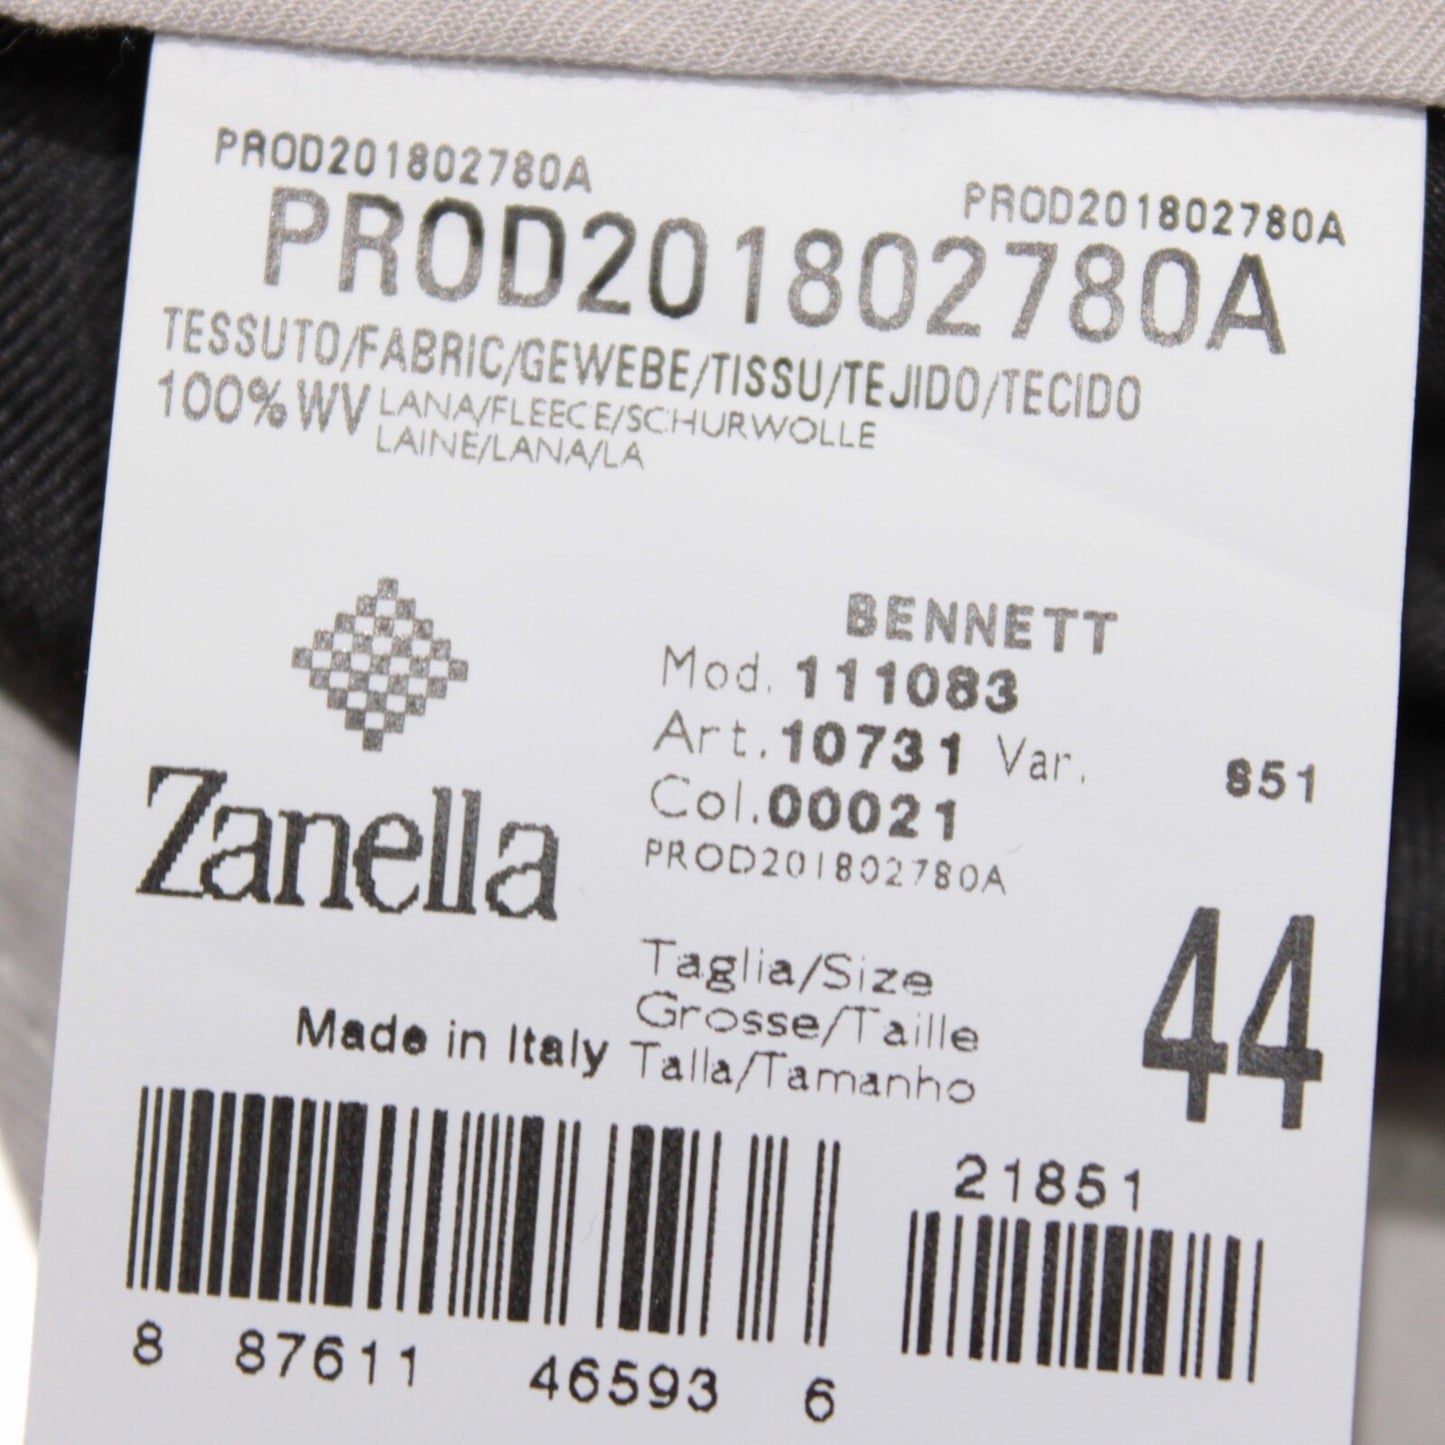 PROD201802780A
PROD201802780A
PROD201802780A
TESSUTO/FABRIC/GEWEBE/TISSU/TEJIDO/TECIDO
100% WV LANA/FLEECE/SCHURWOLLE
LAINE/LANA/LA
BENNETT
Mod. 111083
Art. 10731 Var. 851
Col. 00021
PROD201802780A
Zanella
Taglia/Size
Grosse/Taille
Talla/Tamanho
44
Made in Italy
21851
8 87611 46593 6